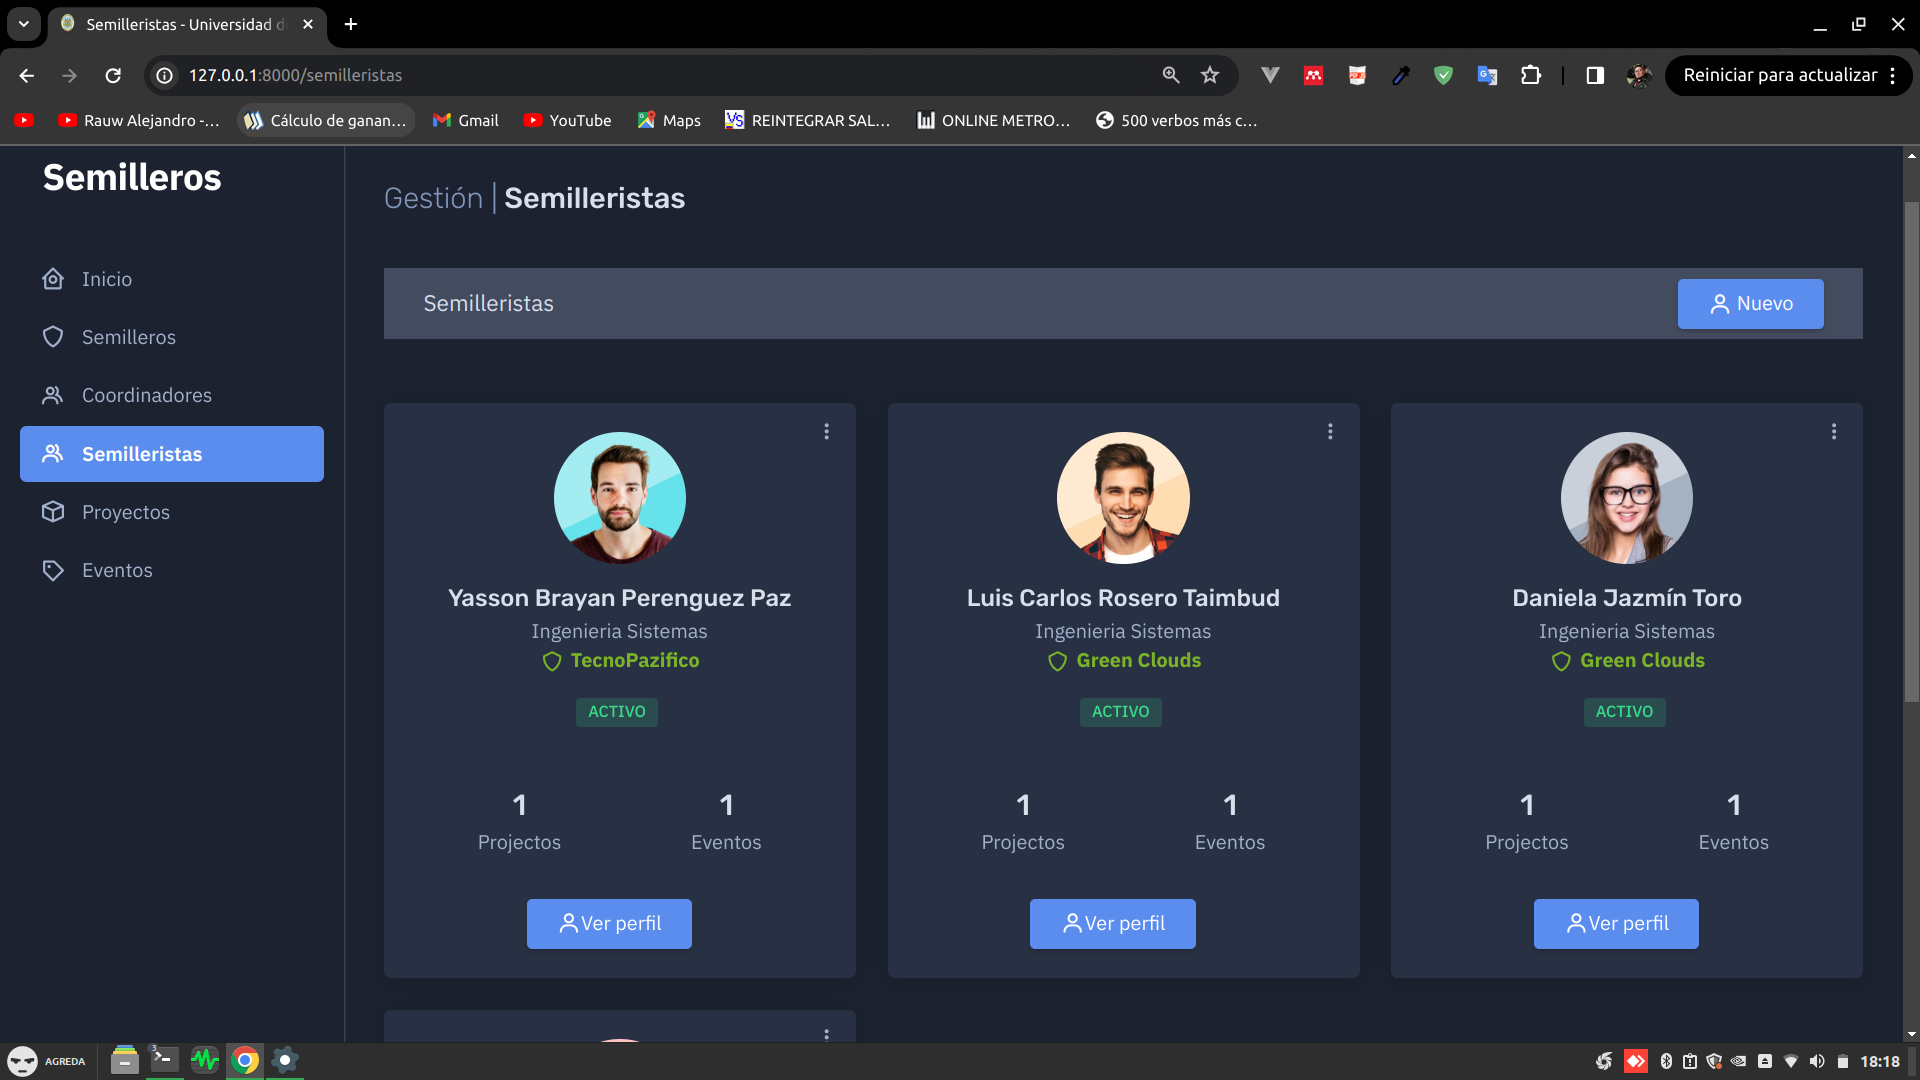 Semilleristas - Universidad d
127.0.0.1:8000/semilleristas
Reiniciar para actualizar
Rauw Alejandro -...
Cálculo de ganan...
Gmail
YouTube
Maps
REINTEGRAR SAL...
ONLINE METRO...
500 verbos más c...
Semilleros
Inicio
Semilleros
Coordinadores
Semilleristas
Proyectos
Eventos
Gestión | Semilleristas
Semilleristas
Nuevo
Yasson Brayan Perenguez Paz
Ingenieria Sistemas
TecnoPazifico
ACTIVO
1
Projectos
1
Eventos
Ver perfil
Luis Carlos Rosero Taimbud
Ingenieria Sistemas
Green Clouds
ACTIVO
1
Projectos
1
Eventos
Ver perfil
Daniela Jazmín Toro
Ingenieria Sistemas
Green Clouds
ACTIVO
1
Projectos
1
Eventos
Ver perfil
AGREDA
3
18:18